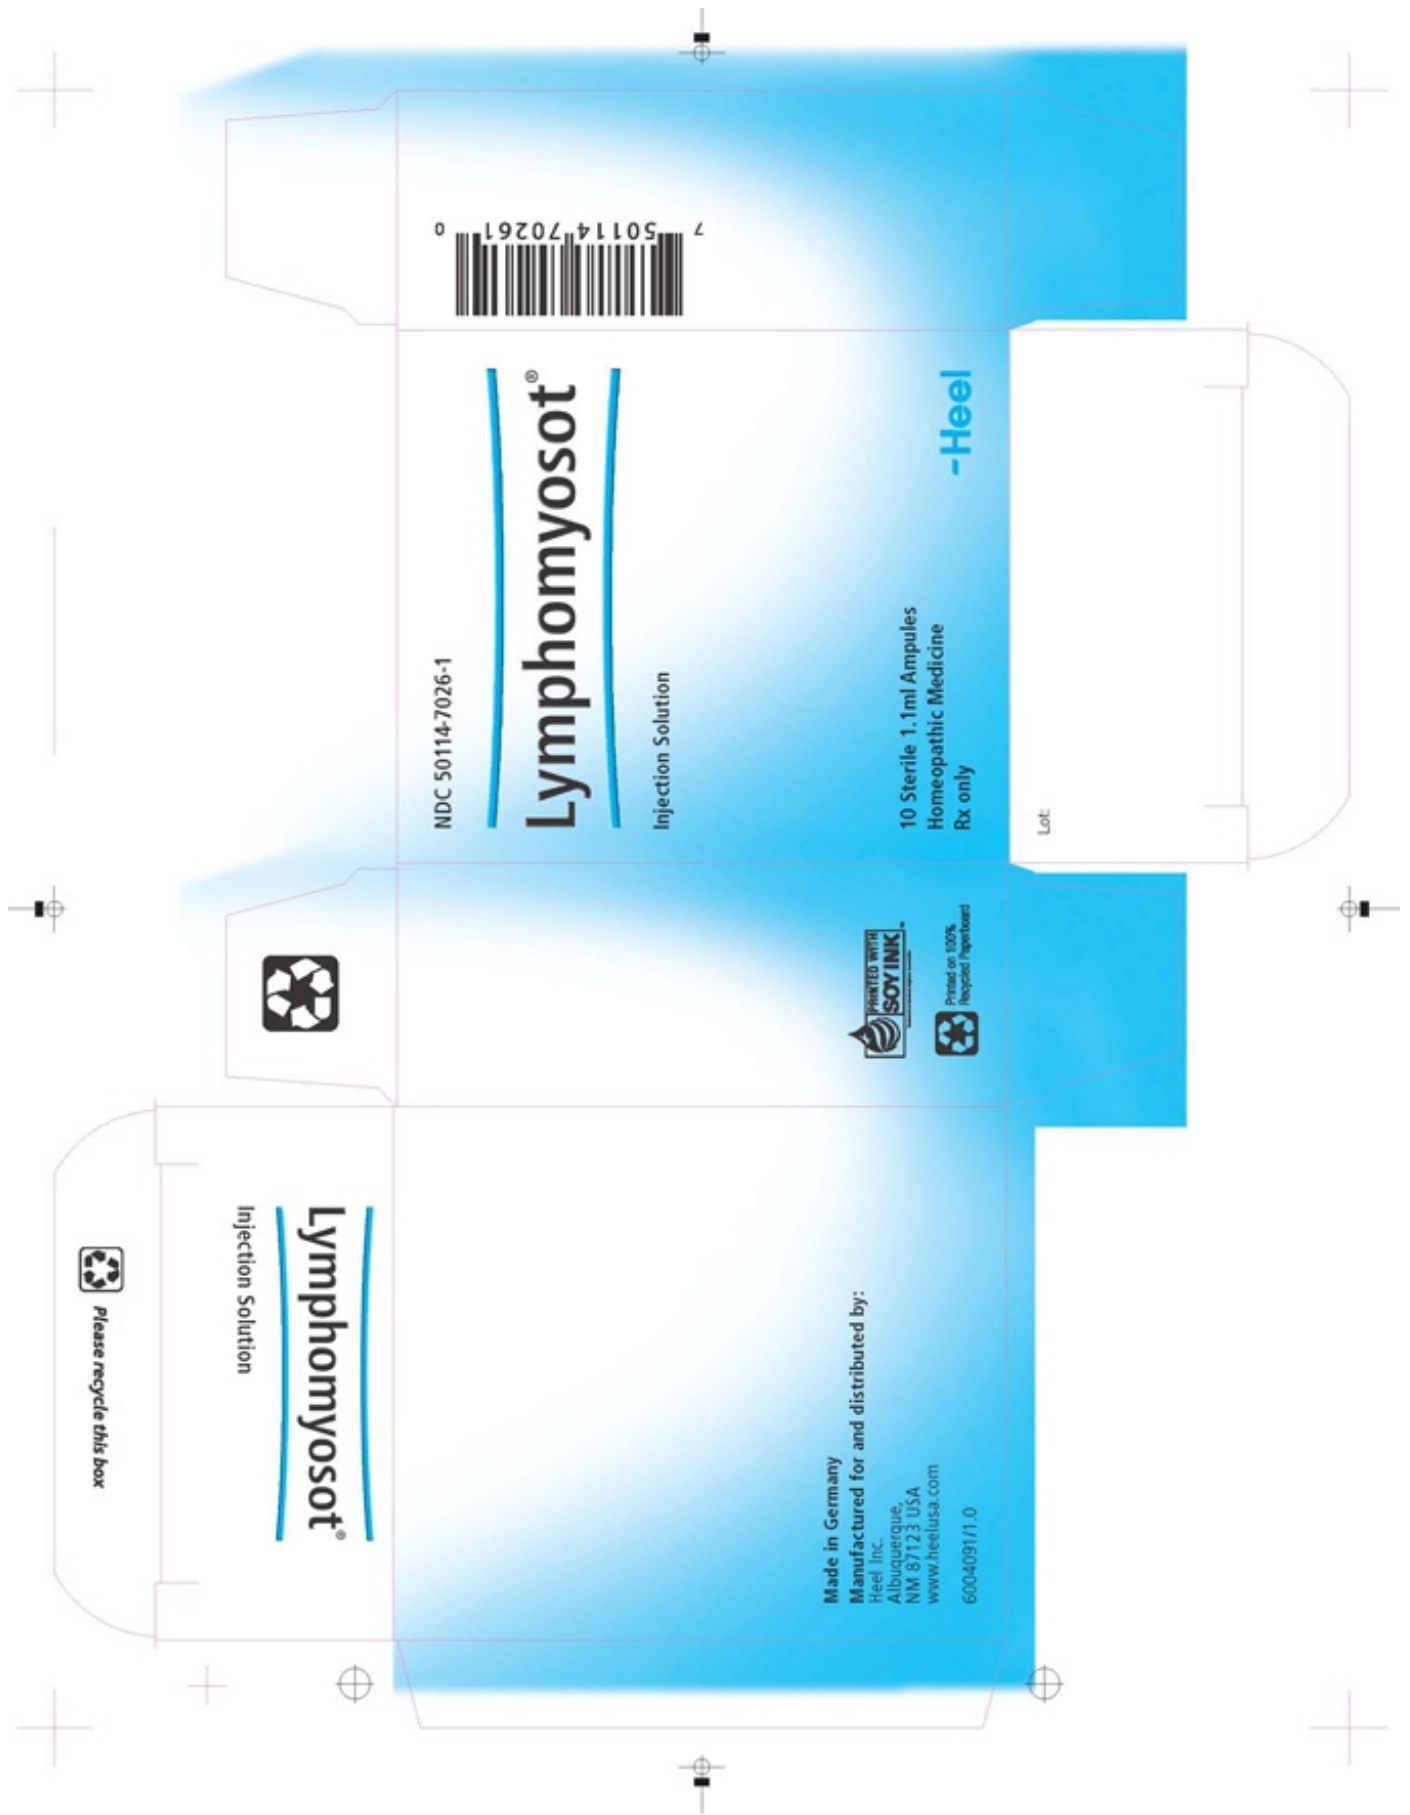 7 50114 70261 0
NDC 50114-7026-1
Lymphomyosot®
Injection Solution
-Heel
10 Sterile 1.1ml Ampules
Homeopathic Medicine
Rx only
Lot:
PRINTED WITH
SOY INK™
Printed on 100%
Recycled Paperboard
Lymphomyosot®
Injection Solution
Please recycle this box
Made in Germany
Manufactured for and distributed by:
Heel Inc.
Albuquerque,
NM 87123 USA
www.heelusa.com
6004091/1.0